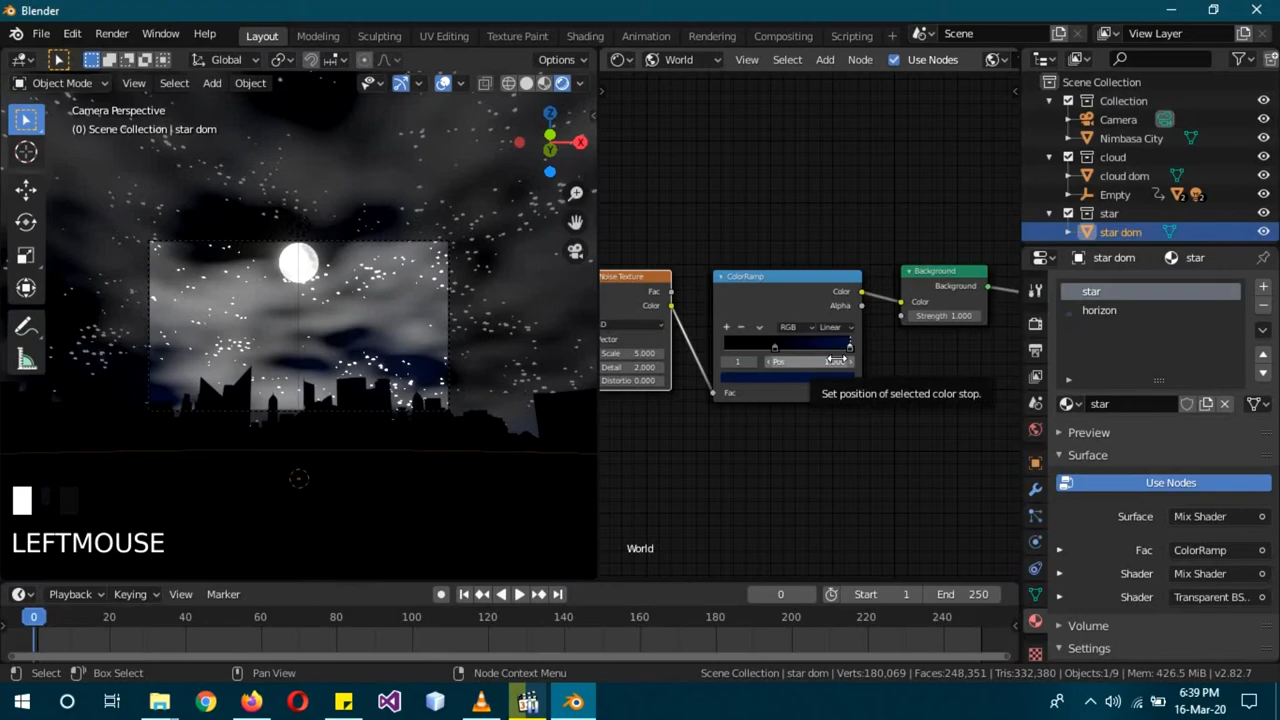 Blender
File Edit Render Window Help Layout Modeling Sculpting UV Editing Texture Paint Shading Animation Rendering Compositing Scripting Scene View Layer
Global Options World View Select Add Node Use Nodes
Object Mode View Select Add Object
Camera Perspective
(0) Scene Collection | star dom
Z
X
Y
Noise Texture
Fac
Color
Scale 5.000
Detail 2.000
Distortio 0.000
ColorRamp
Color
Alpha
RGB Linear
1 Pos
Fac
Background
Background
Color
Strength 1.000
Set position of selected color stop.
World
LEFTMOUSE
Scene Collection
Collection
Camera
Nimbasa City
cloud
cloud dom
Empty 2 2
star
star dom
star dom star
star
horizon
star
Preview
Surface
Use Nodes
Surface Mix Shader
Fac ColorRamp
Shader Mix Shader
Shader Transparent BS..
Volume
Settings
Playback Keying View Marker 0 Start 1 End 250
0 20 40 60 80 100 120 140 160 180 200 220 240
Select Box Select Pan View Node Context Menu Scene Collection | star dom | Verts:180,069 | Faces:248,351 | Tris:332,380 | Objects:1/9 | Mem: 426.5 MiB | v2.82.7
6:39 PM
16-Mar-20